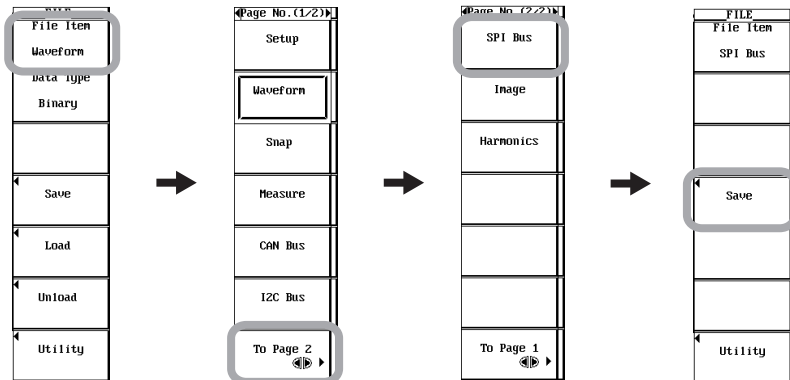 FILE
File Item
Waveform
Data Type
Binary
Save
Load
Unload
Utility
Page No.(1/2)
Setup
Waveform
Snap
Measure
CAN Bus
I2C Bus
To Page 2
Page No.(2/2)
SPI Bus
Image
Harmonics
To Page 1
FILE
File Item
SPI Bus
Save
Utility